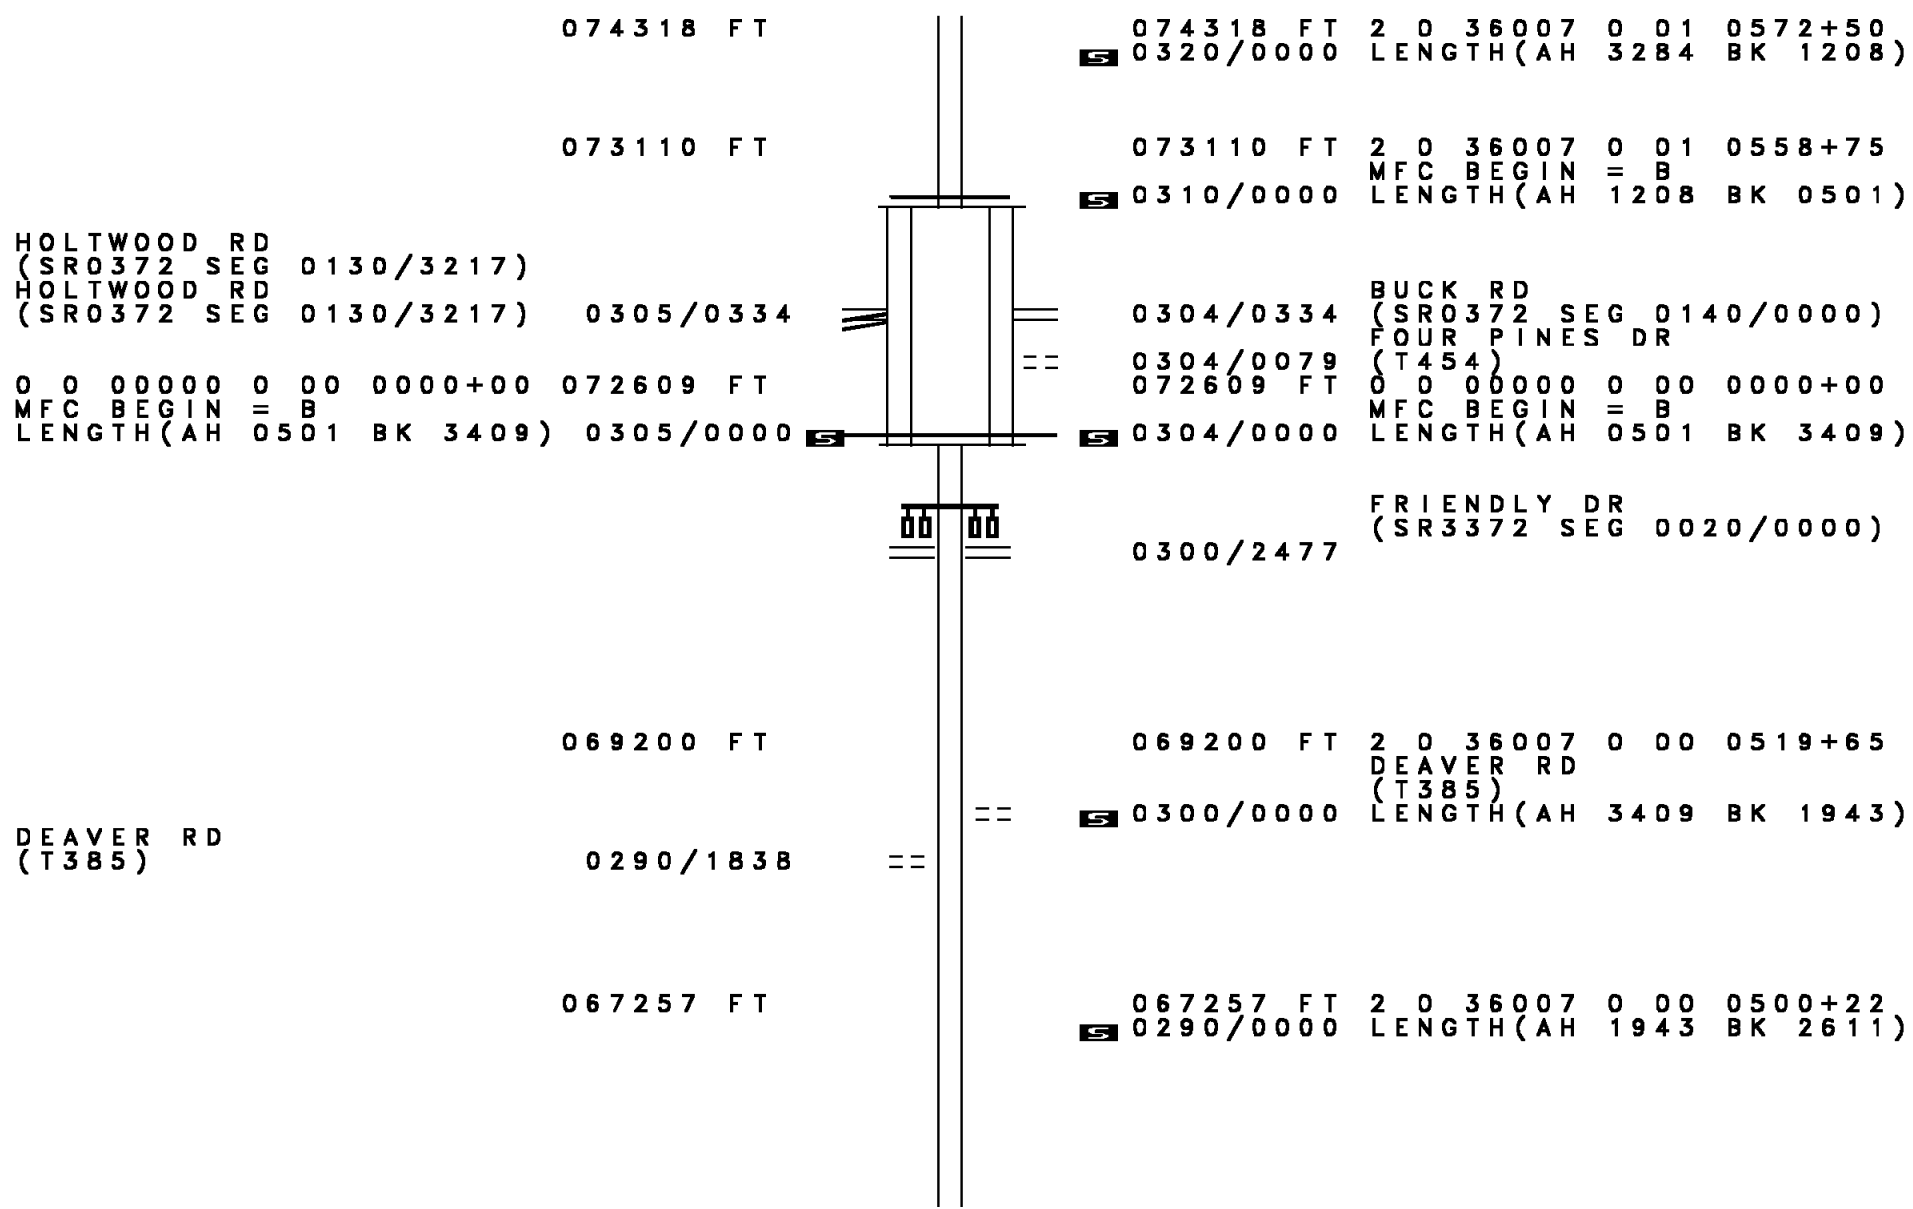 074318 FT 074318 FT 2 0 36007 0 01 0572+50
S 0320/0000 LENGTH(AH 3284 BK 1208)
073110 FT 073110 FT 2 0 36007 0 01 0558+75
MFC BEGIN = B
S 0310/0000 LENGTH(AH 1208 BK 0501)
HOLTWOOD RD
(SR0372 SEG 0130/3217)
HOLTWOOD RD BUCK RD
(SR0372 SEG 0130/3217) 0305/0334 0304/0334 (SR0372 SEG 0140/0000)
FOUR PINES DR
0304/0079 (T454)
0 0 00000 0 00 0000+00 072609 FT 072609 FT 0 0 00000 0 00 0000+00
MFC BEGIN = B MFC BEGIN = B
LENGTH(AH 0501 BK 3409) 0305/0000 S S 0304/0000 LENGTH(AH 0501 BK 3409)
FRIENDLY DR
(SR3372 SEG 0020/0000)
0300/2477
069200 FT 069200 FT 2 0 36007 0 00 0519+65
DEAVER RD
(T385)
S 0300/0000 LENGTH(AH 3409 BK 1943)
DEAVER RD
(T385) 0290/1838
067257 FT 067257 FT 2 0 36007 0 00 0500+22
S 0290/0000 LENGTH(AH 1943 BK 2611)